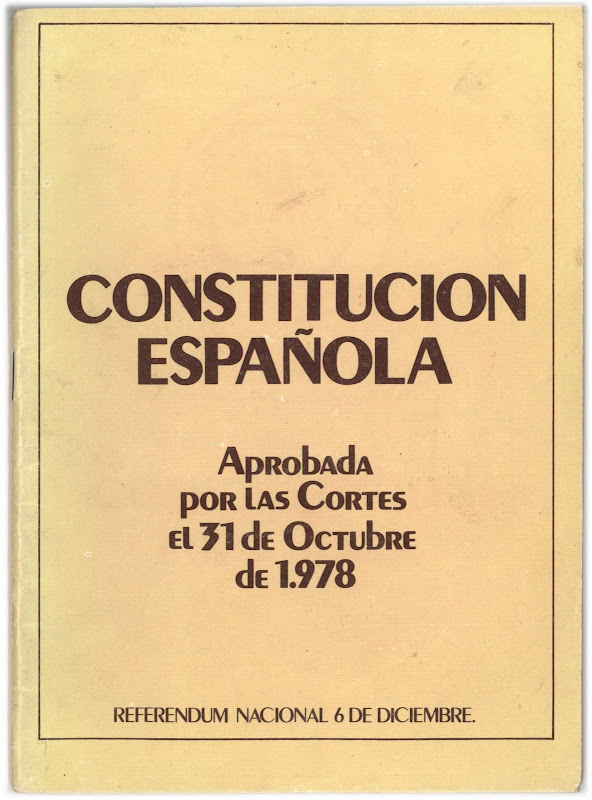 CONSTITUCION
ESPAÑOLA
Aprobada
por las Cortes
el 31 de Octubre
de 1.978
REFERENDUM NACIONAL 6 DE DICIEMBRE.